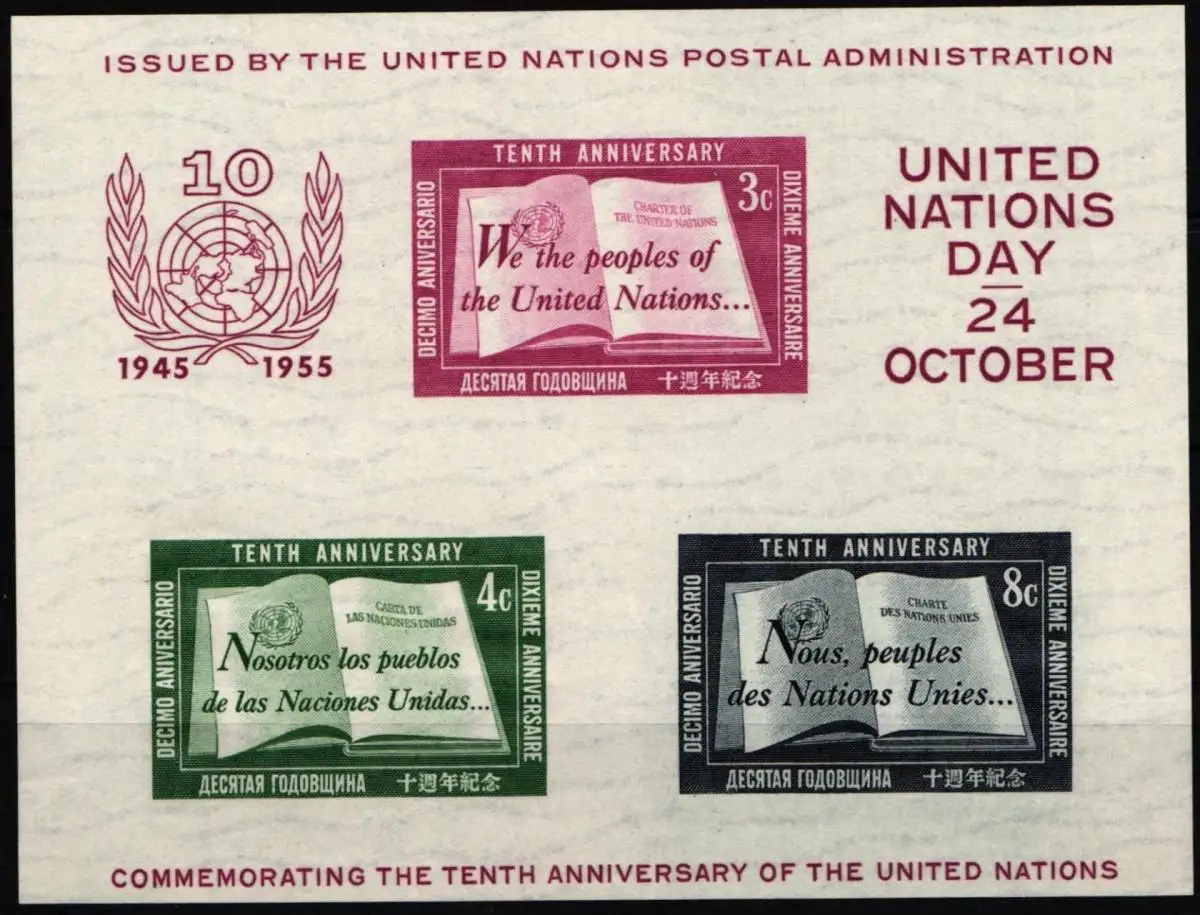 ISSUED BY THE UNITED NATIONS POSTAL ADMINISTRATION
10
1945 1955
TENTH ANNIVERSARY
3c
DECIMO ANIVERSARIO
DIXIEME ANNIVERSAIRE
CHARTER OF
THE UNITED NATIONS
We the peoples of
the United Nations...
ДЕСЯТАЯ ГОДОВЩИНА 十週年紀念
UNITED
NATIONS
DAY
24
OCTOBER
TENTH ANNIVERSARY
4c
DECIMO ANIVERSARIO
DIXIEME ANNIVERSAIRE
CARTA DE
LAS NACIONES UNIDAS
Nosotros los pueblos
de las Naciones Unidas...
ДЕСЯТАЯ ГОДОВЩИНА 十週年紀念
TENTH ANNIVERSARY
8c
DECIMO ANIVERSARIO
DIXIEME ANNIVERSAIRE
CHARTE
DES NATIONS UNIES
Nous, peuples
des Nations Unies...
ДЕСЯТАЯ ГОДОВЩИНА 十週年紀念
COMMEMORATING THE TENTH ANNIVERSARY OF THE UNITED NATIONS